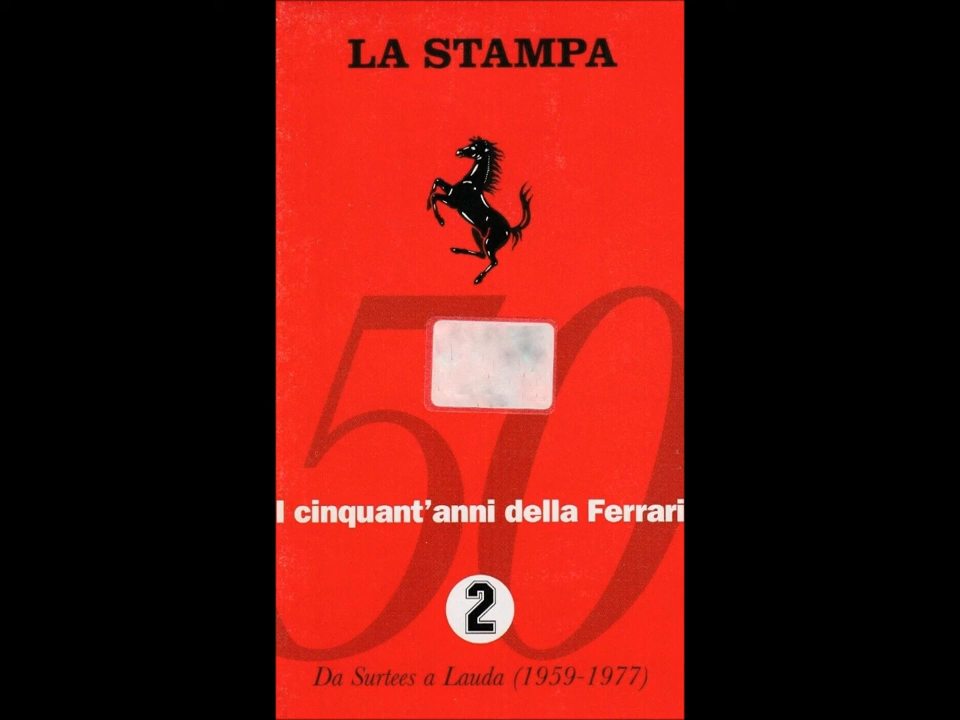 LA STAMPA
50
I cinquant'anni della Ferrari
2
Da Surtees a Lauda (1959-1977)